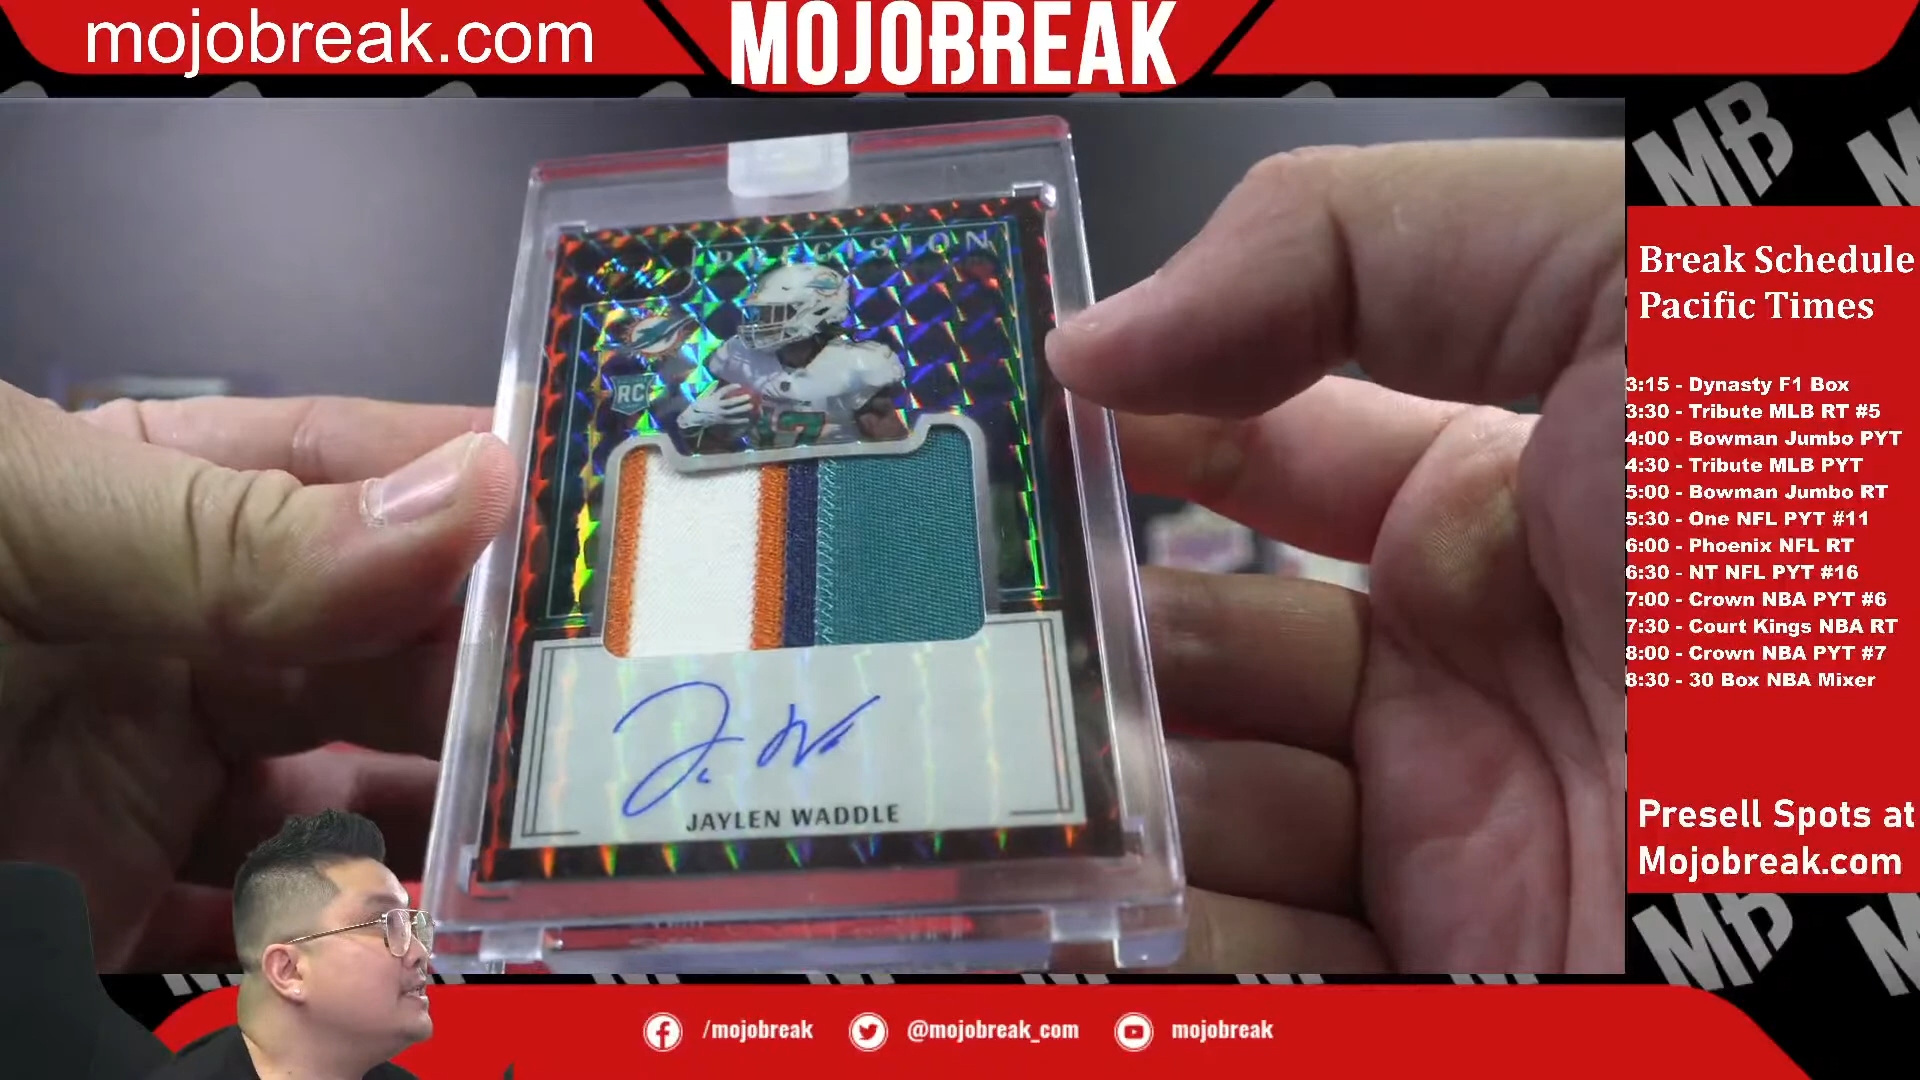 mojobreak.com
MOJOBREAK
MB
PRECISION
RC
17
JAYLEN WADDLE
Break Schedule
Pacific Times
3:15 - Dynasty F1 Box
3:30 - Tribute MLB RT #5
4:00 - Bowman Jumbo PYT
4:30 - Tribute MLB PYT
5:00 - Bowman Jumbo RT
5:30 - One NFL PYT #11
6:00 - Phoenix NFL RT
6:30 - NT NFL PYT #16
7:00 - Crown NBA PYT #6
7:30 - Court Kings NBA RT
8:00 - Crown NBA PYT #7
8:30 - 30 Box NBA Mixer
Presell Spots at
Mojobreak.com
MB
/mojobreak
@mojobreak_com
mojobreak